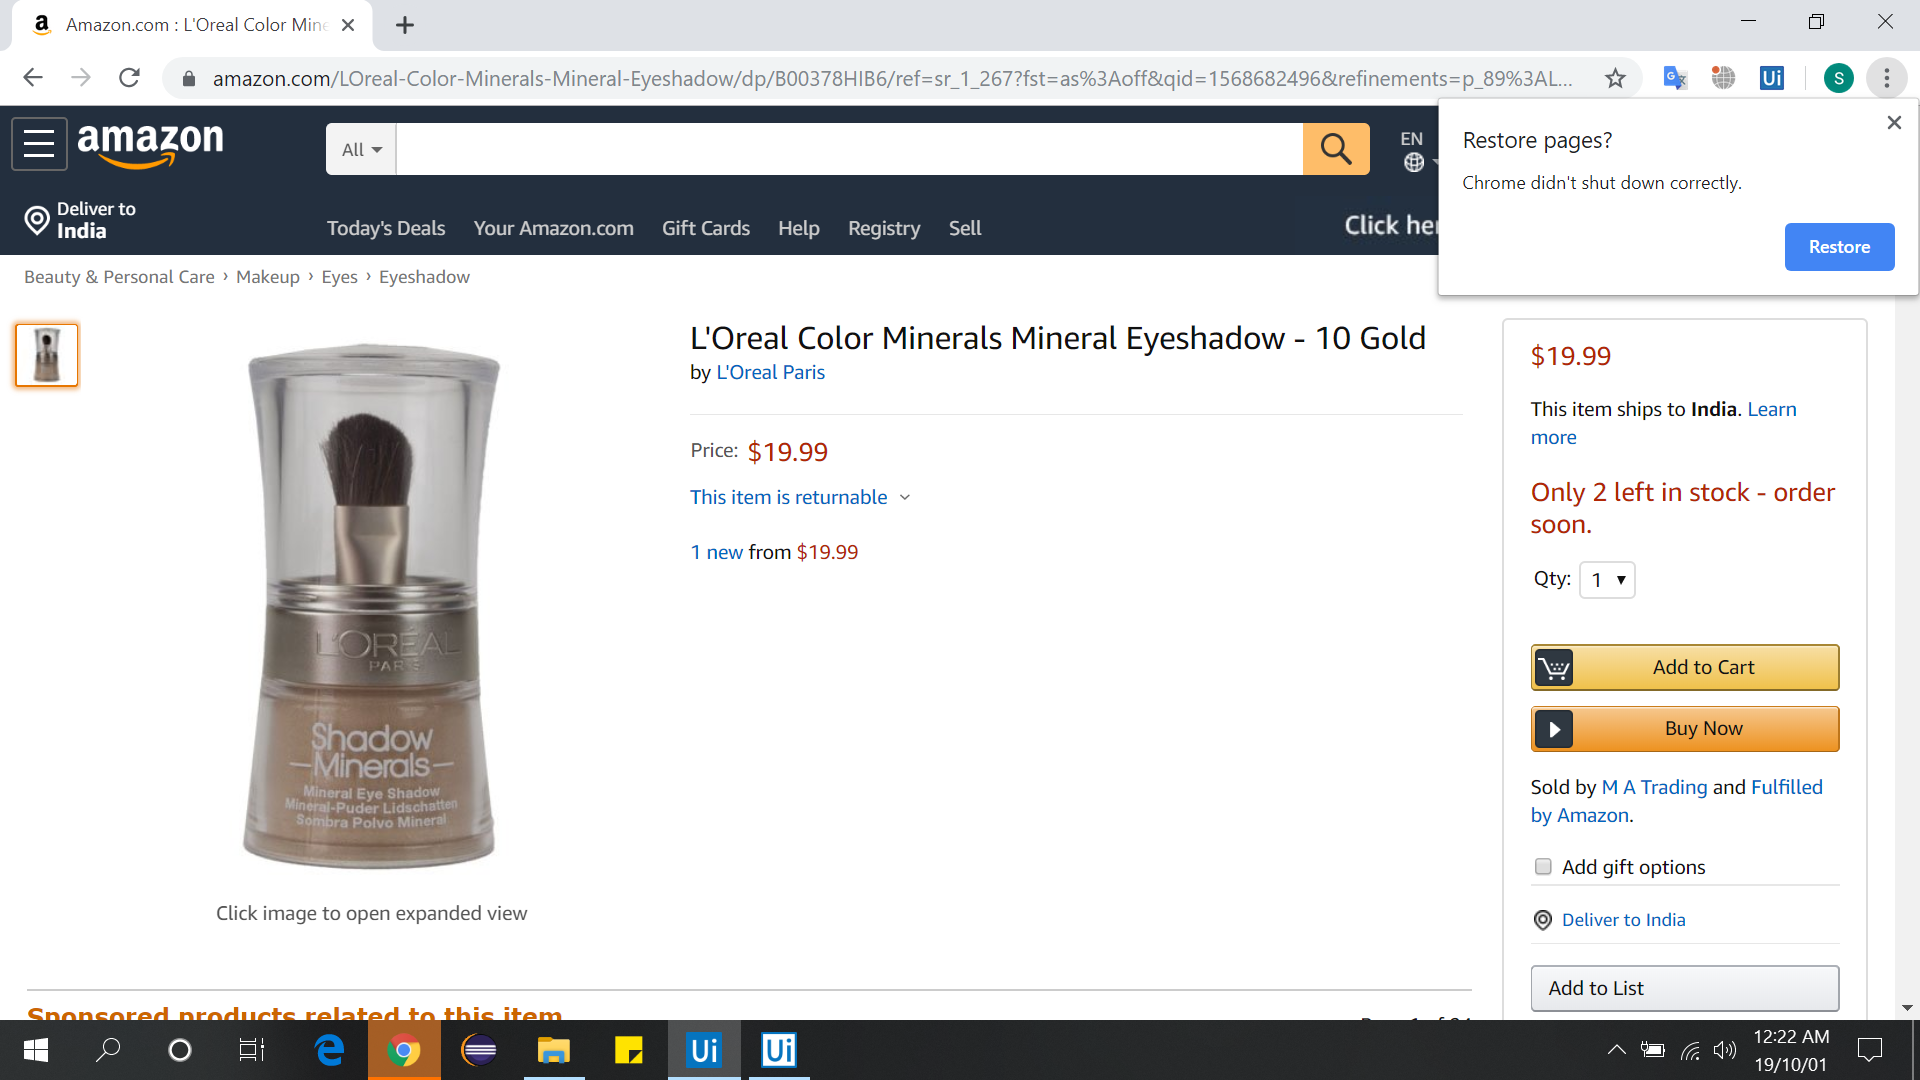 Amazon.com : L'Oreal Color Mine
amazon.com/LOreal-Color-Minerals-Mineral-Eyeshadow/dp/B00378HIB6/ref=sr_1_267?fst=as%3Aoff&qid=1568682496&refinements=p_89%3AL...
Ui
S
amazon
All
EN
Restore pages?
Chrome didn't shut down correctly.
Restore
Deliver to
India
Today's Deals
Your Amazon.com
Gift Cards
Help
Registry
Sell
Click her
Beauty & Personal Care › Makeup › Eyes › Eyeshadow
L'Oreal Color Minerals Mineral Eyeshadow - 10 Gold
by L'Oreal Paris
Price: $19.99
This item is returnable
1 new from $19.99
L'ORÉAL
PARIS
Shadow
Minerals
Mineral Eye Shadow
Mineral-Puder Lidschatten
Sombra Polvo Mineral
Click image to open expanded view
$19.99
This item ships to India. Learn
more
Only 2 left in stock - order
soon.
Qty: 1
Add to Cart
Buy Now
Sold by M A Trading and Fulfilled
by Amazon.
Add gift options
Deliver to India
Add to List
Sponsored products related to this item
Ui
Ui
12:22 AM
19/10/01